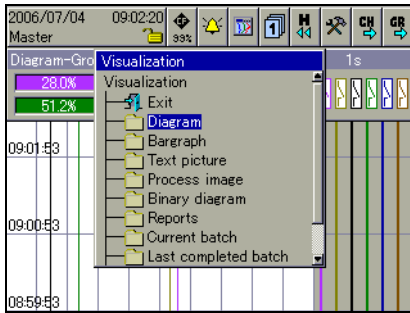 2006/07/04 09:02:20
Master
99%
1
H
CH
GR
Diagram-Gro
Visualization
1s
28.0%
51.2%
Visualization
Exit
Diagram
Bargraph
Text picture
Process image
Binary diagram
Reports
Current batch
Last completed batch
09:01:53
09:00:53
08:59:53